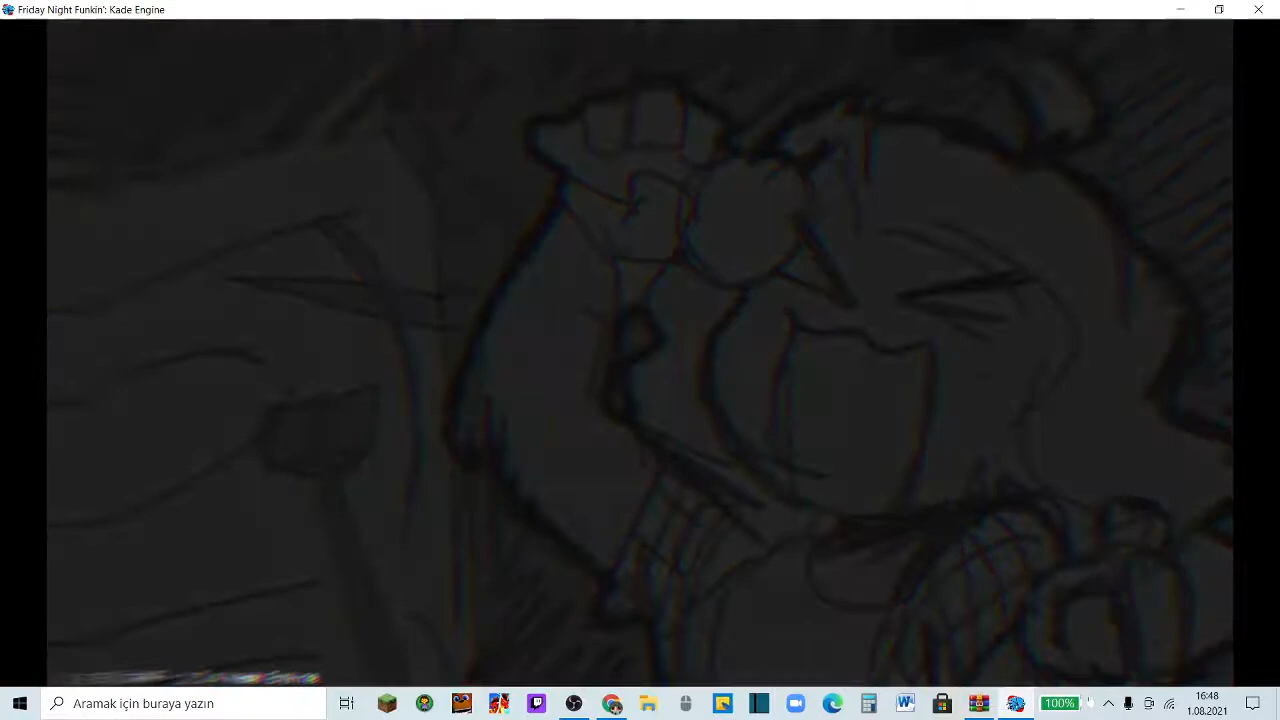 Friday Night Funkin': Kade Engine
Aramak için buraya yazın
100%
16:48
1.08.2021